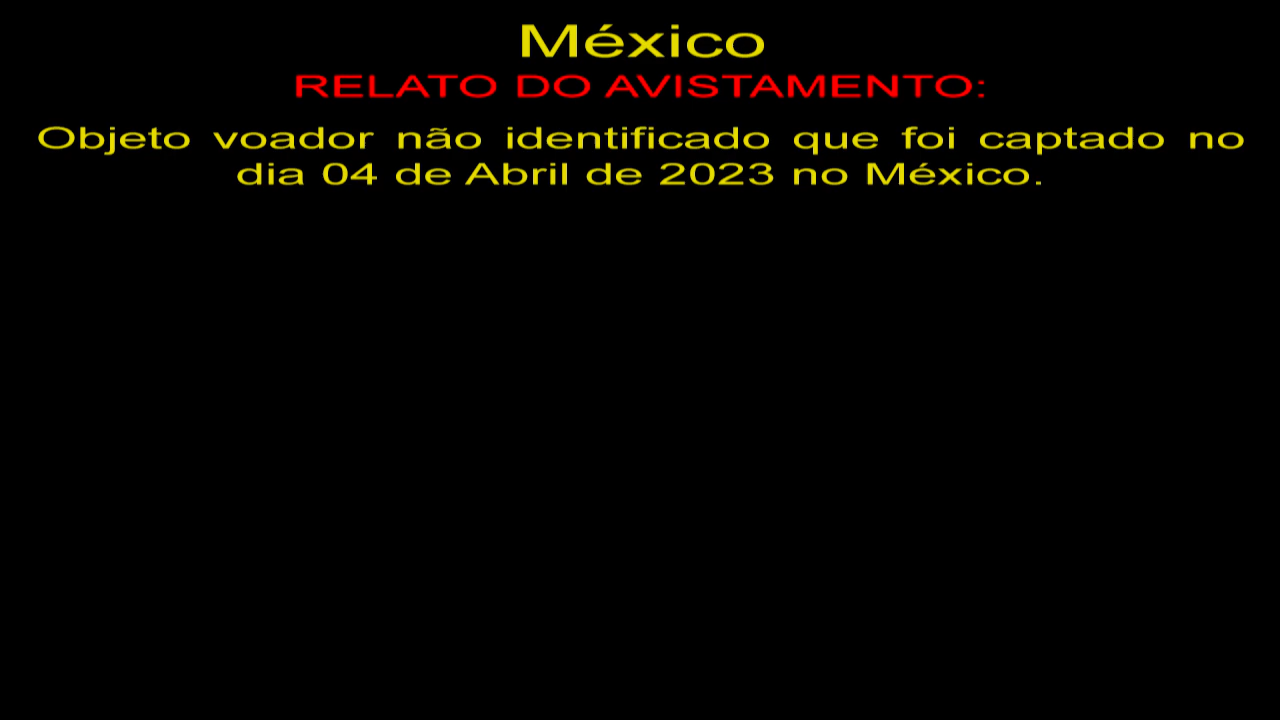 México
RELATO DO AVISTAMENTO:
Objeto voador não identificado que foi captado no
dia 04 de Abril de 2023 no México.